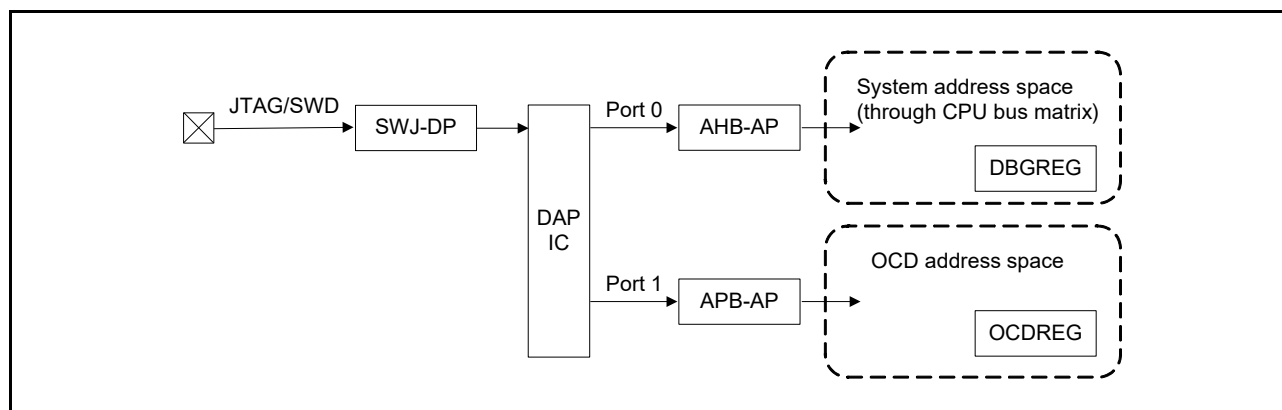 JTAG/SWD
SWJ-DP
DAP
IC
Port 0
AHB-AP
System address space
(through CPU bus matrix)
DBGREG
Port 1
APB-AP
OCD address space
OCDREG